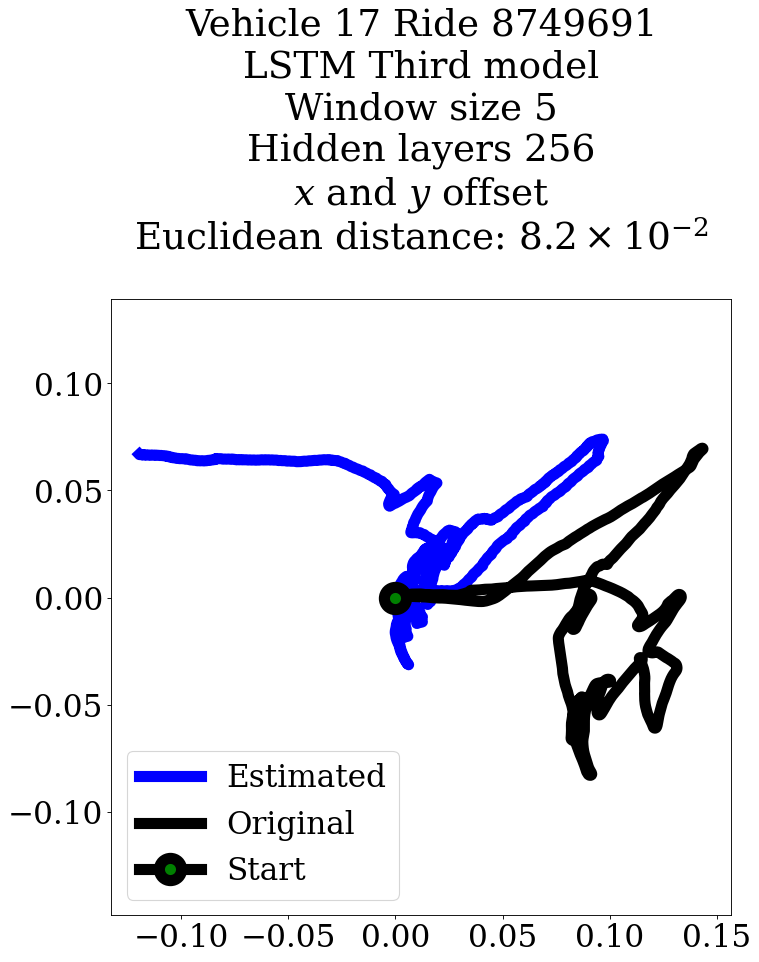 Vehicle 17 Ride 8749691
LSTM Third model
Window size 5
Hidden layers 256
x and y offset
Euclidean distance: 8.2 × 10⁻²
0.10
0.05
0.00
−0.05
−0.10
Estimated
Original
Start
−0.10 −0.05 0.00 0.05 0.10 0.15